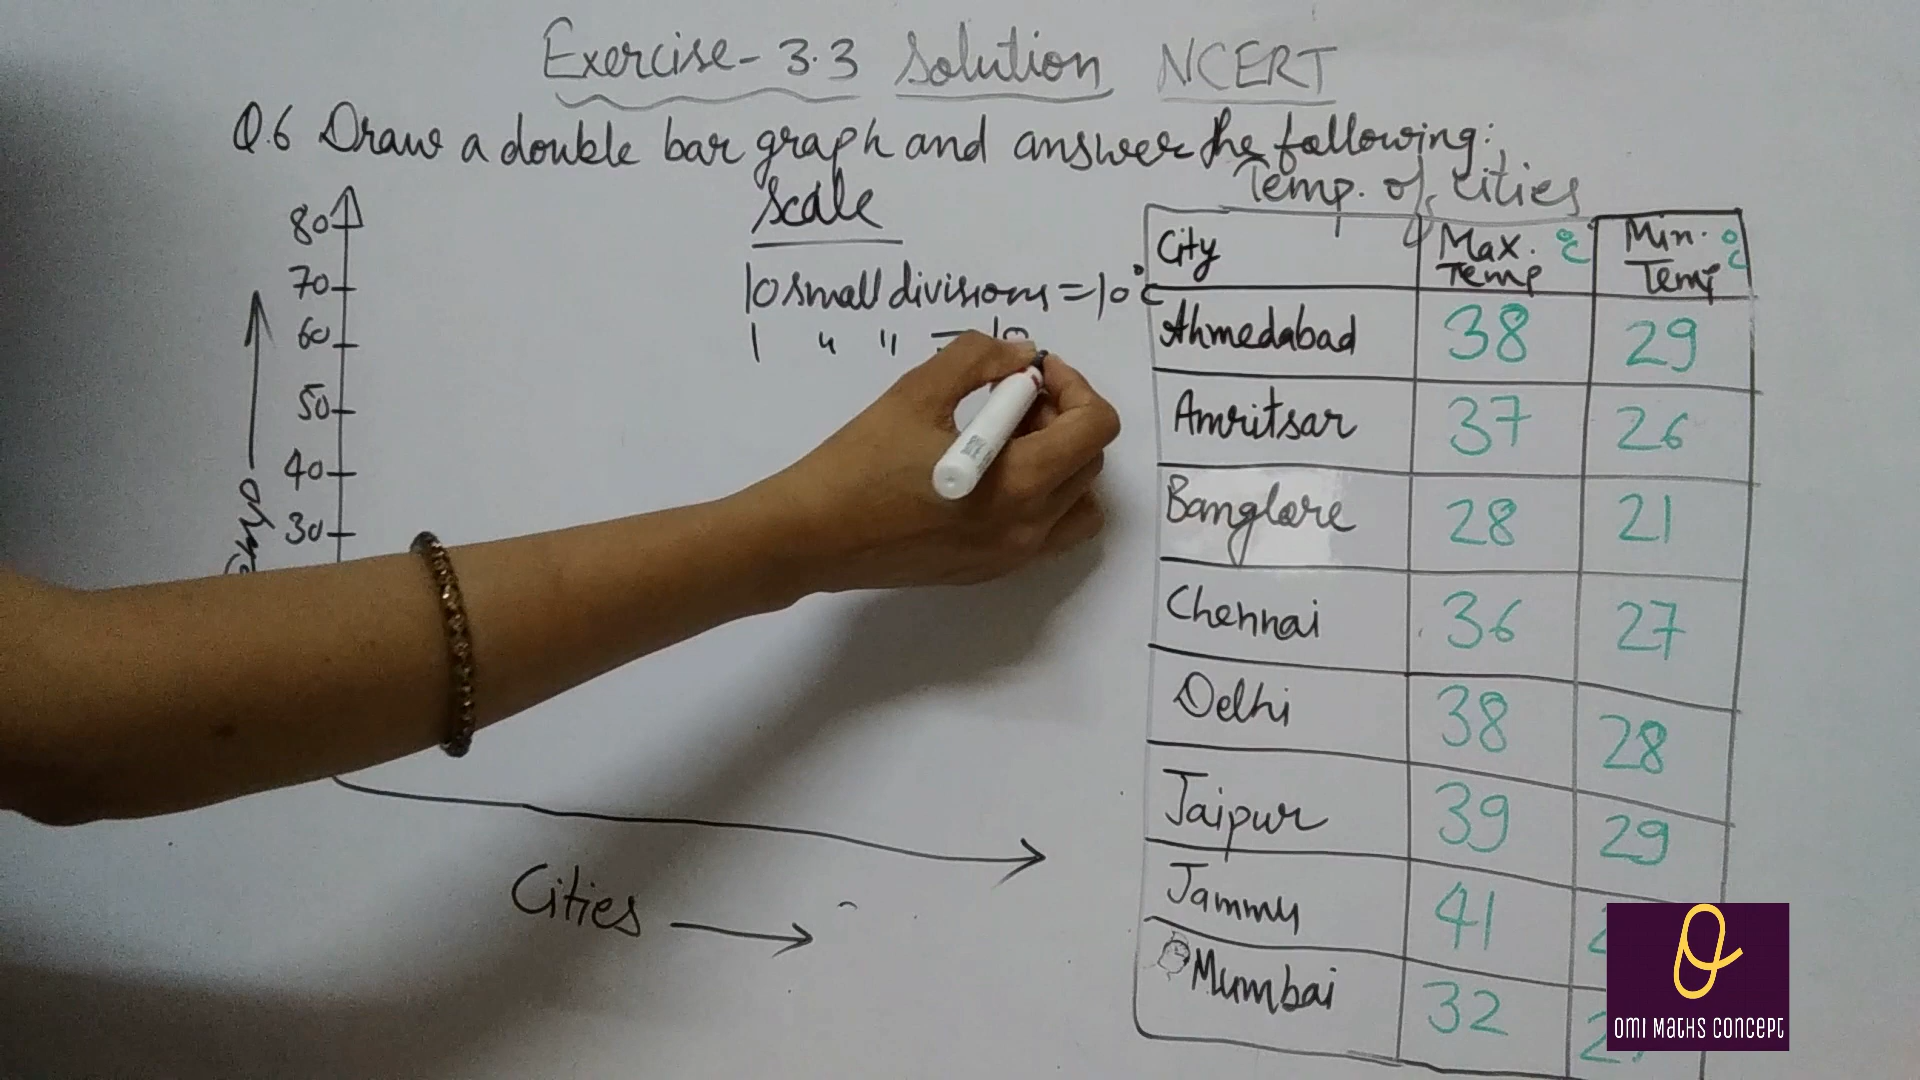 Exercise - 3.3 Solution NCERT
Q.6 Draw a double bar graph and answer the following:
Temp. of cities
Scale
10 small divisions = 10°C
1 " " =
80
70
60
50
40
30
Cities
City Max. Temp °C Min. Temp °C
Ahmedabad 38 29
Amritsar 37 26
Banglore 28 21
Chennai 36 27
Delhi 38 28
Jaipur 39 29
Jammu 41
Mumbai 32
OMI MATHS CONCEPT